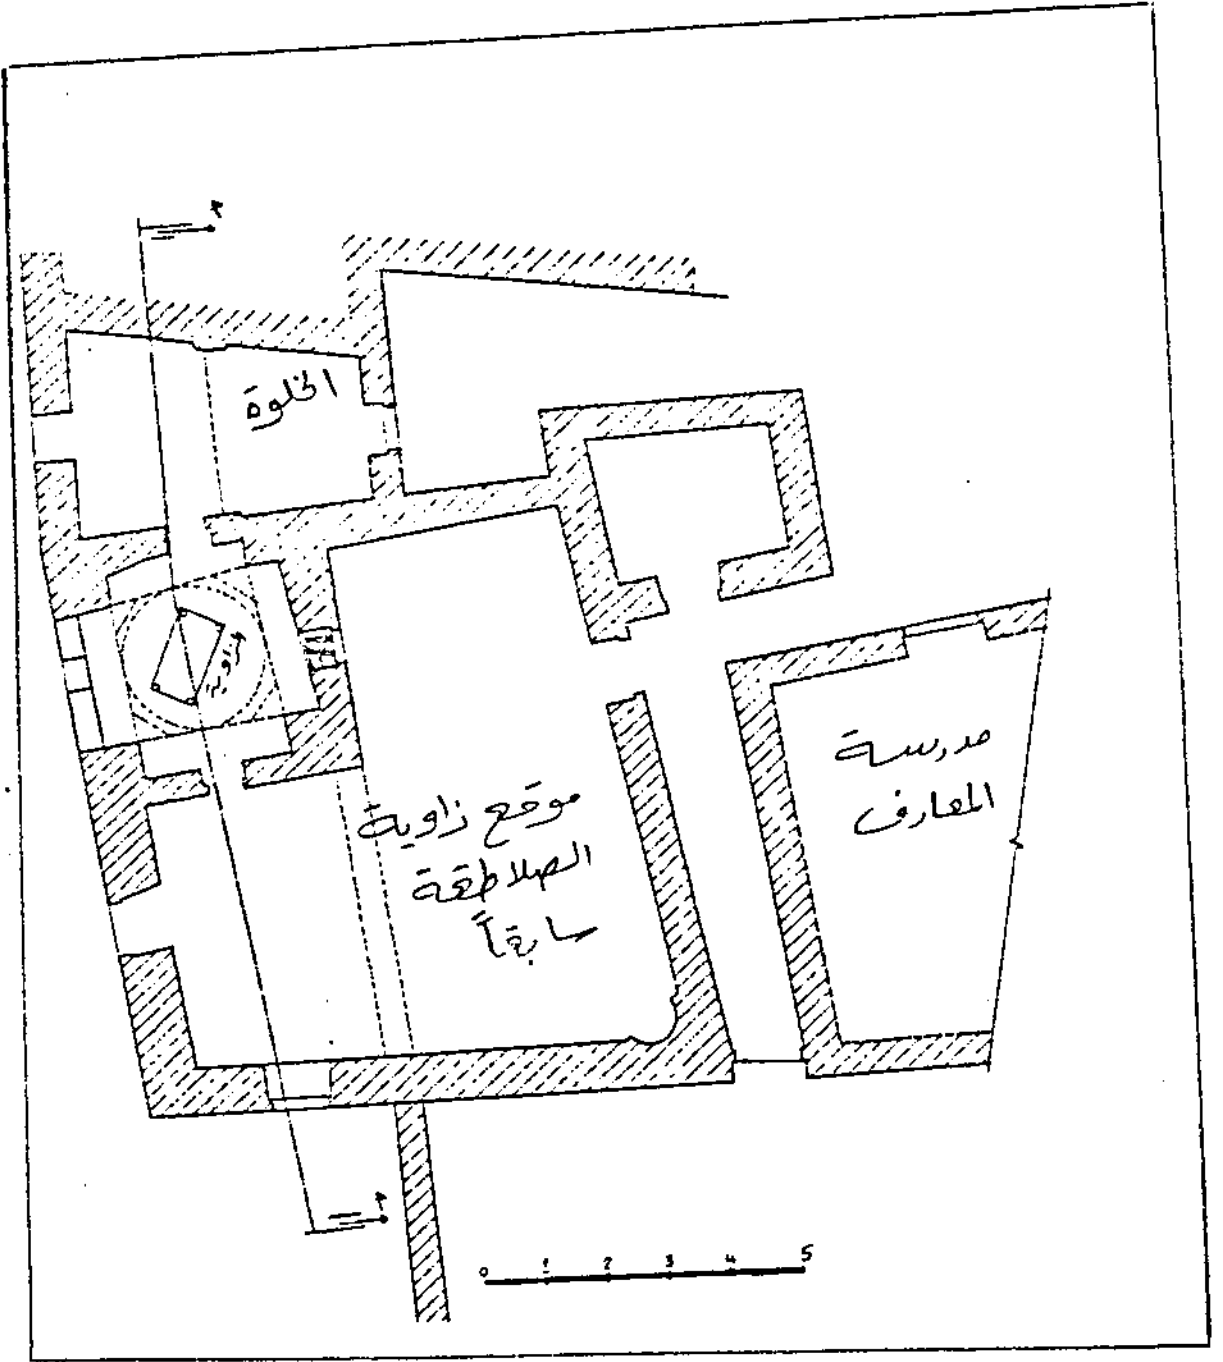 الخلوة
مدرسة
المعارف
موقع زاوية
الصلاطقة
سابقاً
0 1 2 3 4 5